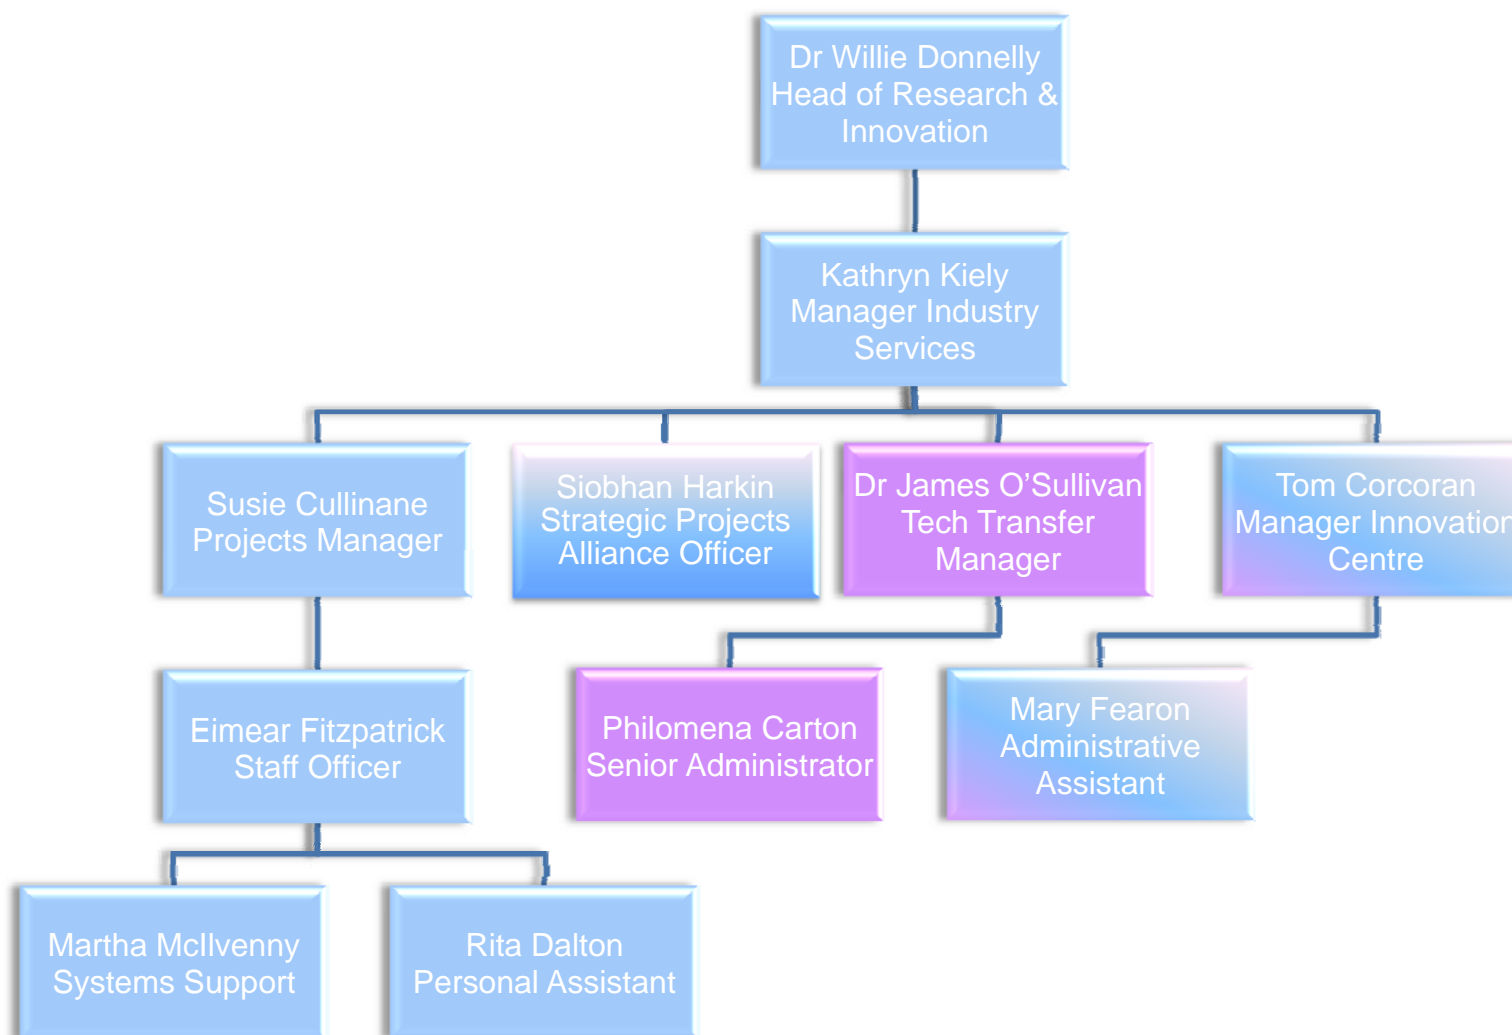 Dr Willie Donnelly
Head of Research &
Innovation
Kathryn Kiely
Manager Industry
Services
Susie Cullinane
Projects Manager
Siobhan Harkin
Strategic Projects
Alliance Officer
Dr James O’Sullivan
Tech Transfer
Manager
Tom Corcoran
Manager Innovation
Centre
Eimear Fitzpatrick
Staff Officer
Philomena Carton
Senior Administrator
Mary Fearon
Administrative
Assistant
Martha McIlvenny
Systems Support
Rita Dalton
Personal Assistant